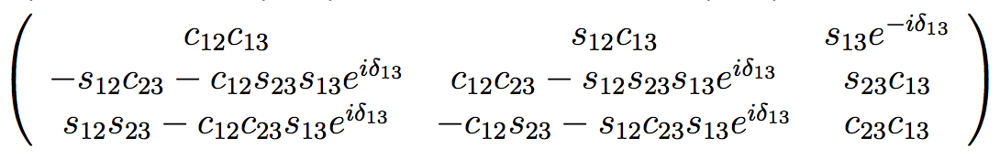 c₁₂c₁₃ s₁₂c₁₃ s₁₃e^{−iδ₁₃}
−s₁₂c₂₃ − c₁₂s₂₃s₁₃e^{iδ₁₃} c₁₂c₂₃ − s₁₂s₂₃s₁₃e^{iδ₁₃} s₂₃c₁₃
s₁₂s₂₃ − c₁₂c₂₃s₁₃e^{iδ₁₃} −c₁₂s₂₃ − s₁₂c₂₃s₁₃e^{iδ₁₃} c₂₃c₁₃